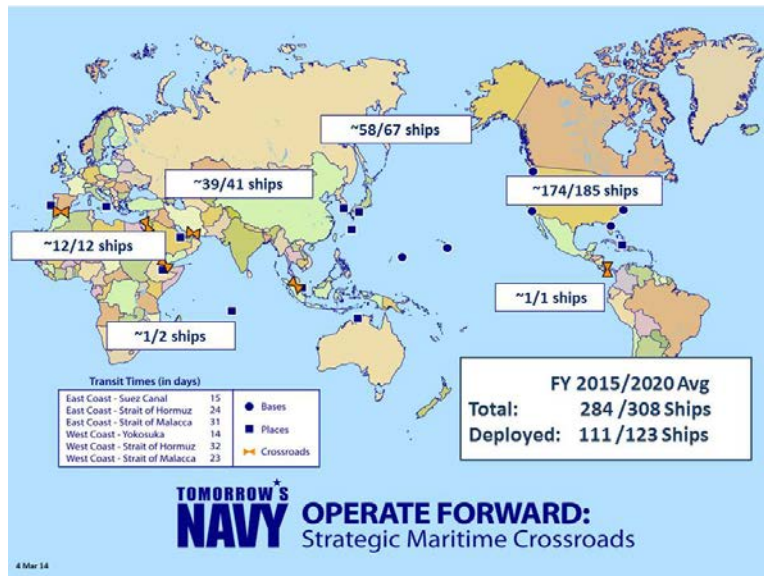 ~58/67 ships
~39/41 ships
~174/185 ships
~12/12 ships
~1/1 ships
~1/2 ships
Transit Times (in days)
East Coast - Suez Canal 15
East Coast - Strait of Hormuz 24
East Coast - Strait of Malacca 31
West Coast - Yokosuka 14
West Coast - Strait of Hormuz 32
West Coast - Strait of Malacca 23
Bases
Places
Crossroads
FY 2015/2020 Avg
Total: 284 /308 Ships
Deployed: 111 /123 Ships
TOMORROW'S
NAVY
OPERATE FORWARD:
Strategic Maritime Crossroads
4 Mar 14